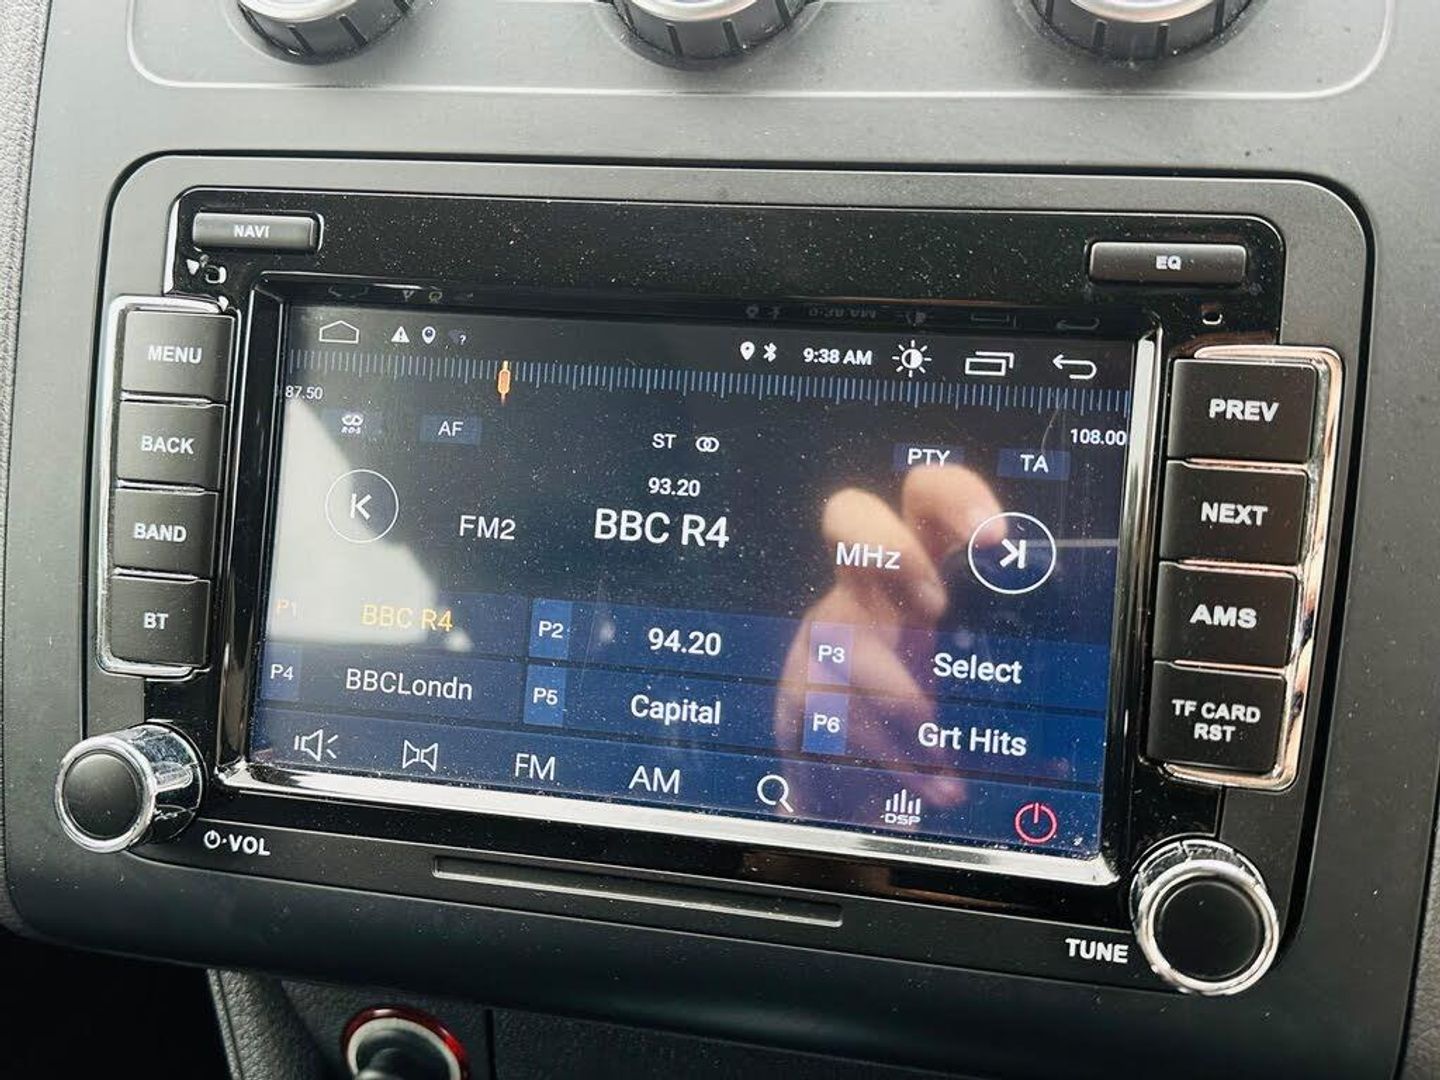 NAVI
EQ
MENU
BACK
BAND
BT
PREV
NEXT
AMS
TF CARD
RST
9:38 AM
87.50
108.00
RDS
AF
ST
PTY
TA
93.20
FM2
BBC R4
MHz
P1 BBC R4
P2 94.20
P3 Select
P4 BBCLondn
P5 Capital
P6 Grt Hits
FM
AM
DSP
VOL
TUNE